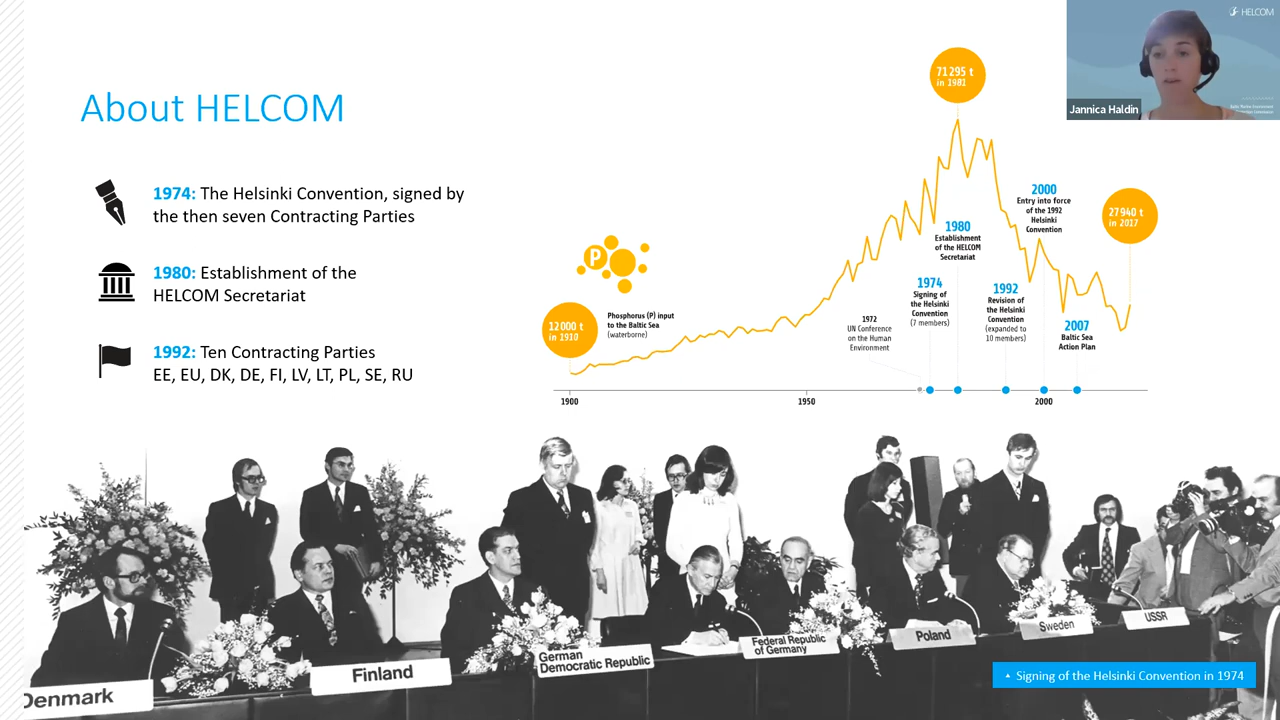 About HELCOM
1974: The Helsinki Convention, signed by
the then seven Contracting Parties
1980: Establishment of the
HELCOM Secretariat
1992: Ten Contracting Parties
EE, EU, DK, DE, FI, LV, LT, PL, SE, RU
12000 t
in 1910
P
Phosphorus (P) input
to the Baltic Sea
(waterborne)
71295 t
in 1981
27940 t
in 2017
1972
UN Conference
on the Human
Environment
1974
Signing of
the Helsinki
Convention
(7 members)
1980
Establishment
of the HELCOM
Secretariat
1992
Revision of
the Helsinki
Convention
(expanded to
10 members)
2000
Entry into force
of the 1992
Helsinki
Convention
2007
Baltic Sea
Action Plan
1900
1950
2000
HELCOM
Jannica Haldin
Denmark
Finland
German
Democratic Republic
Federal Republic
of Germany
Poland
Sweden
USSR
Signing of the Helsinki Convention in 1974